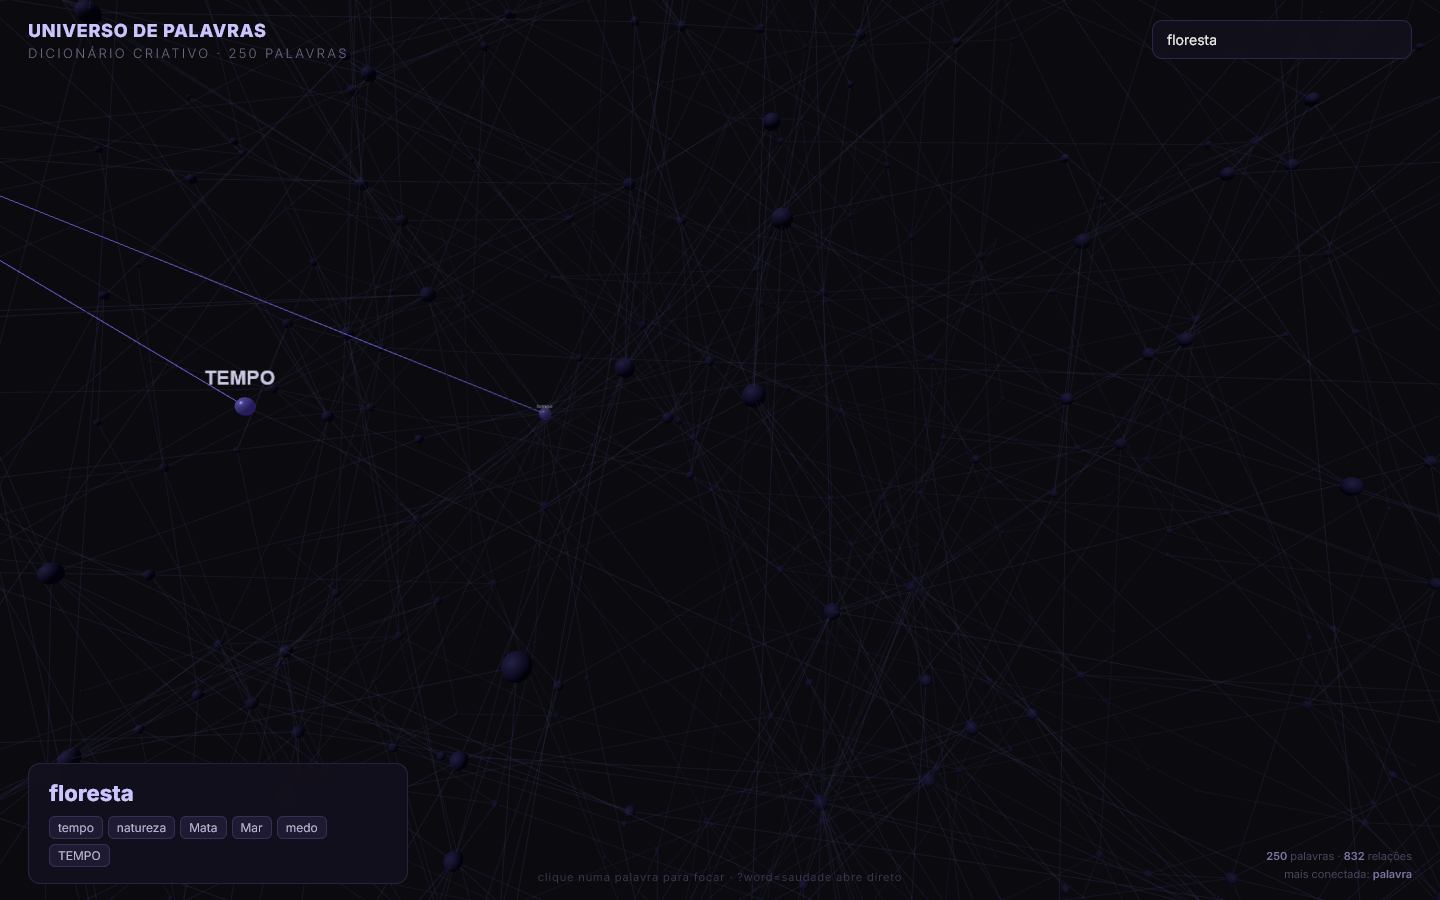 UNIVERSO DE PALAVRAS
DICIONÁRIO CRIATIVO · 250 PALAVRAS
floresta
TEMPO
floresta
tempo natureza Mata Mar medo
TEMPO
clique numa palavra para focar · ?word=saudade abre direto
250 palavras · 832 relações
mais conectada: palavra